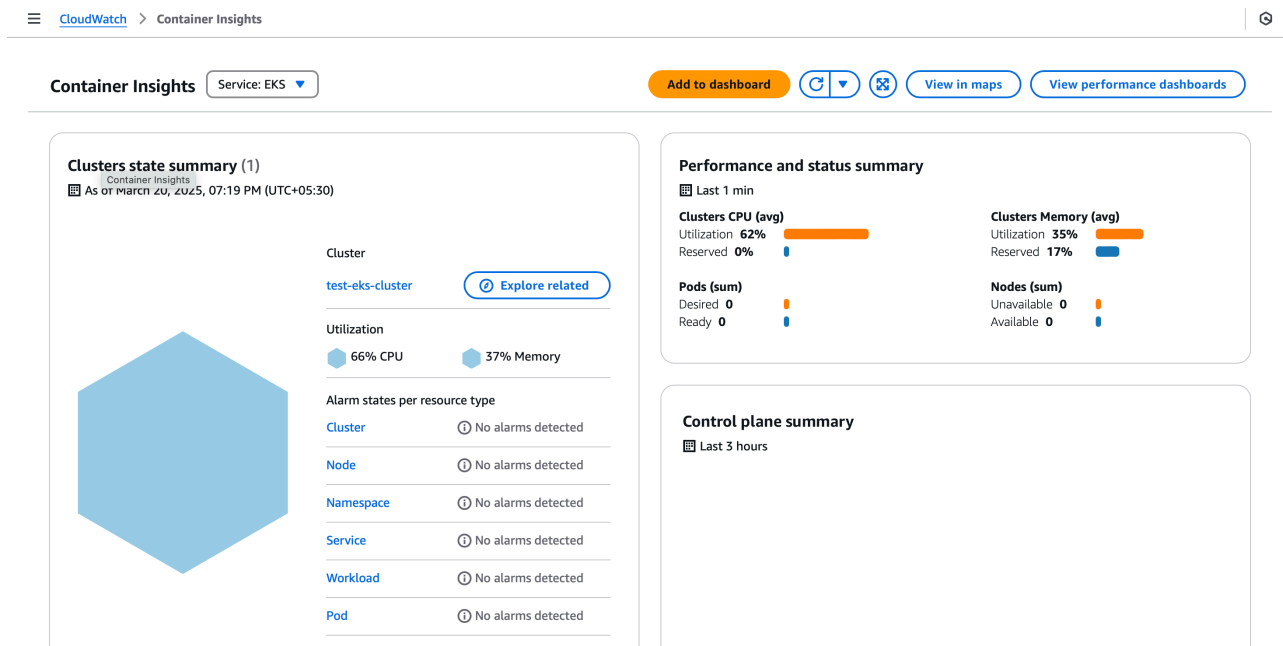 CloudWatch > Container Insights
Container Insights
Service: EKS
Add to dashboard
View in maps
View performance dashboards
Clusters state summary (1)
Container Insights
As of March 20, 2025, 07:19 PM (UTC+05:30)
Cluster
test-eks-cluster
Explore related
Utilization
66% CPU
37% Memory
Alarm states per resource type
Cluster
No alarms detected
Node
No alarms detected
Namespace
No alarms detected
Service
No alarms detected
Workload
No alarms detected
Pod
No alarms detected
Performance and status summary
Last 1 min
Clusters CPU (avg)
Utilization 62%
Reserved 0%
Clusters Memory (avg)
Utilization 35%
Reserved 17%
Pods (sum)
Desired 0
Ready 0
Nodes (sum)
Unavailable 0
Available 0
Control plane summary
Last 3 hours